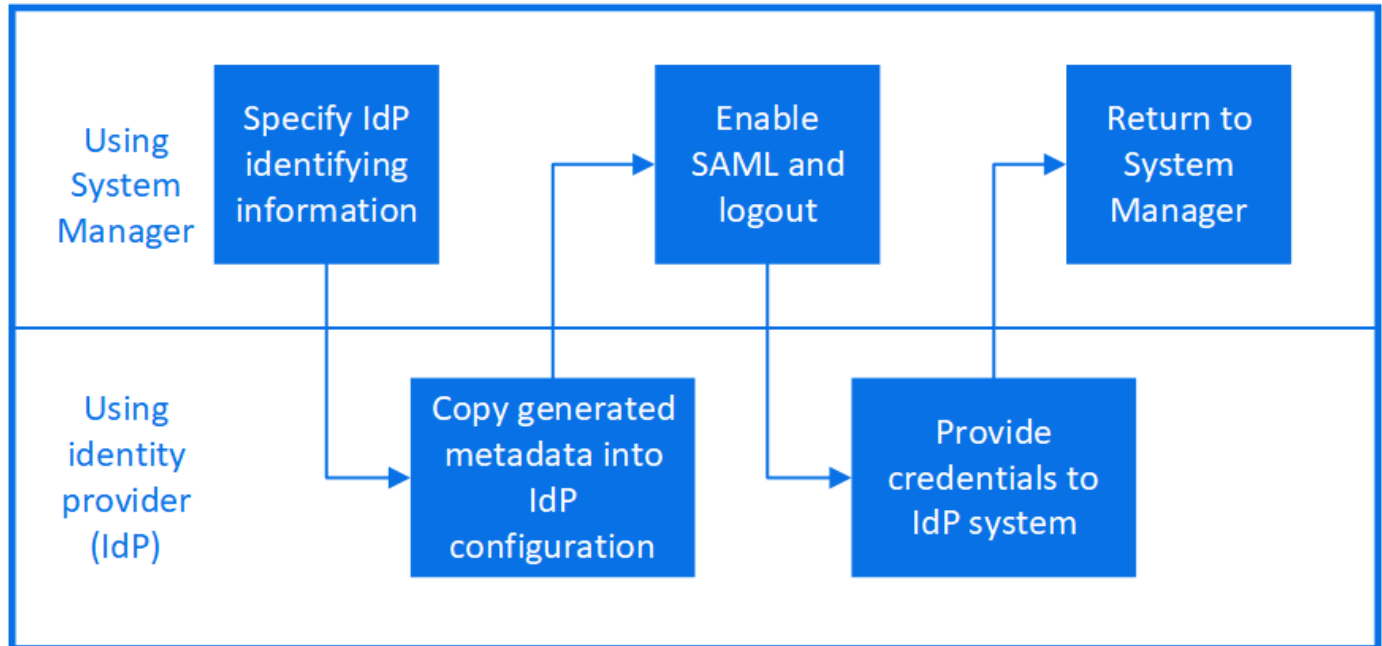 Using
System
Manager
Specify IdP
identifying
information
Enable
SAML and
logout
Return to
System
Manager
Using
identity
provider
(IdP)
Copy generated
metadata into
IdP
configuration
Provide
credentials to
IdP system